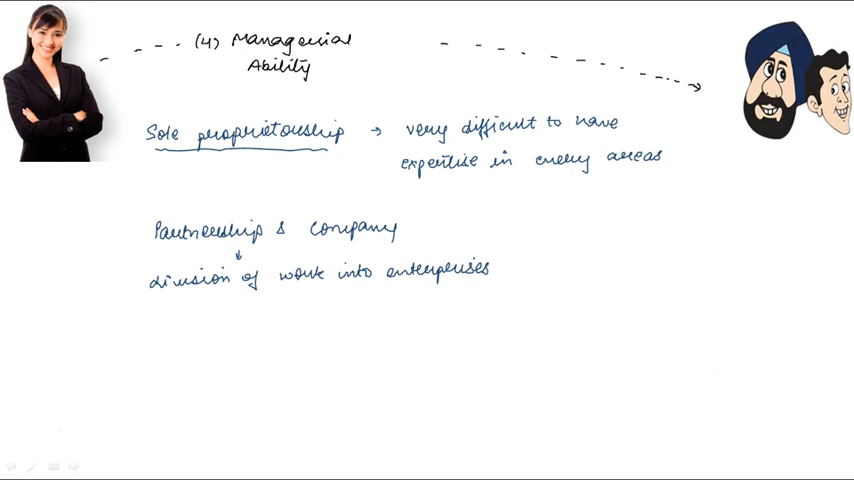 (4) Managerial
Ability
Sole proprietorship → very difficult to have
expertise in every areas
Partnership & company
↓
division of work into enterprises